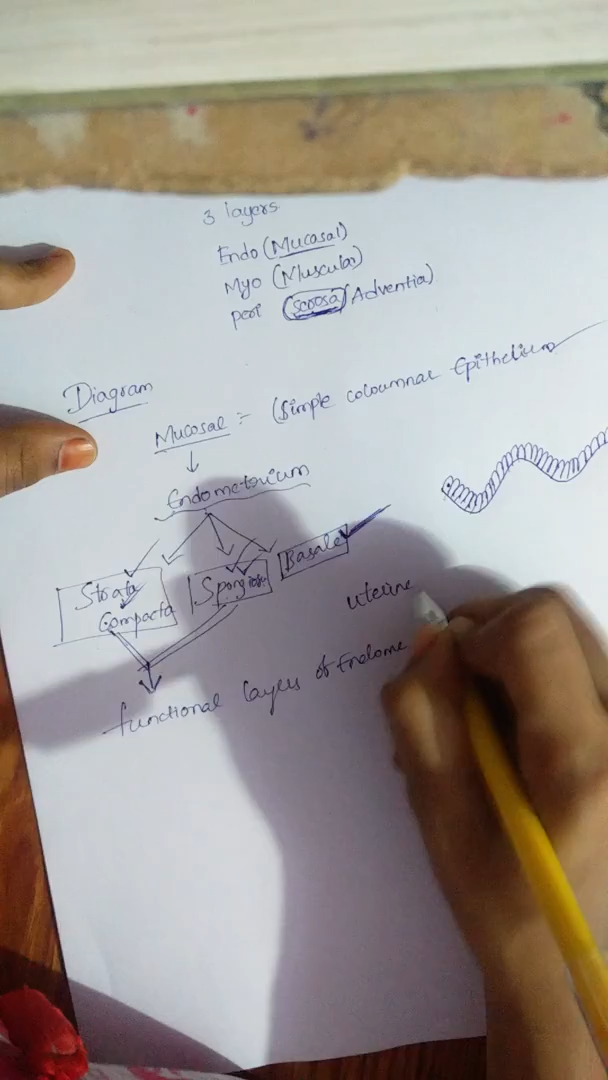 3 layers
Endo (Mucosal)
Myo (Muscular)
peri (serosa/Adventia)
Diagram
Mucosal :- (Simple coloumnar Epithelium
Endometrium
Strata Compacta
Spongiosa
Basale
uterine
functional layers of Endome